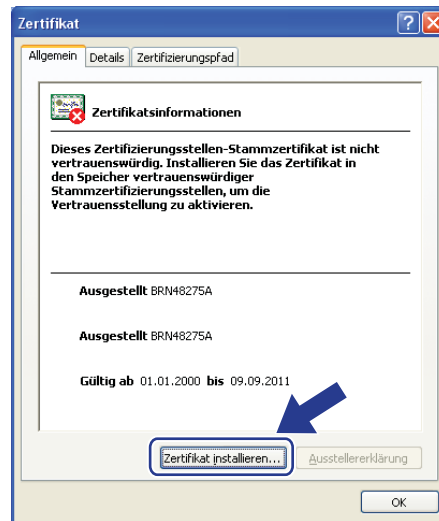 Zertifikat
Allgemein Details Zertifizierungspfad
Zertifikatsinformationen
Dieses Zertifizierungsstellen-Stammzertifikat ist nicht
vertrauenswürdig. Installieren Sie das Zertifikat in
den Speicher vertrauenswürdiger
Stammzertifizierungsstellen, um die
Vertrauensstellung zu aktivieren.
Ausgestellt BRN48275A
Ausgestellt BRN48275A
Gültig ab 01.01.2000 bis 09.09.2011
Zertifikat installieren... Ausstellererklärung
OK